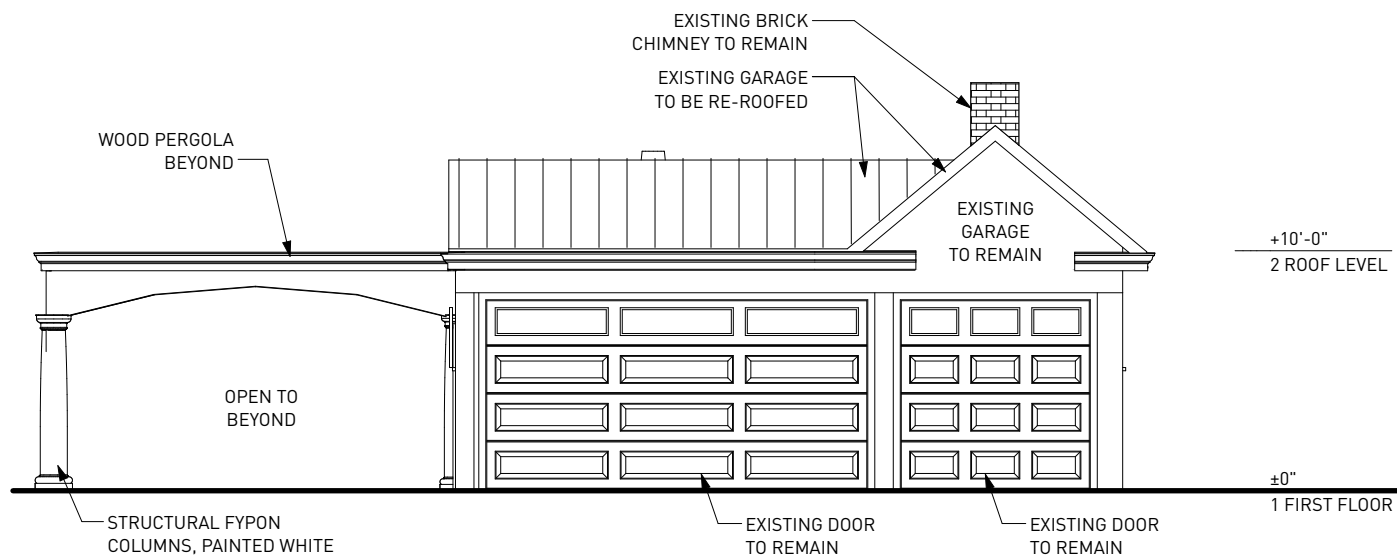 EXISTING BRICK
CHIMNEY TO REMAIN
EXISTING GARAGE
TO BE RE-ROOFED
WOOD PERGOLA
BEYOND
EXISTING
GARAGE
TO REMAIN
+10'-0"
2 ROOF LEVEL
OPEN TO
BEYOND
±0"
1 FIRST FLOOR
STRUCTURAL FYPON
COLUMNS, PAINTED WHITE
EXISTING DOOR
TO REMAIN
EXISTING DOOR
TO REMAIN